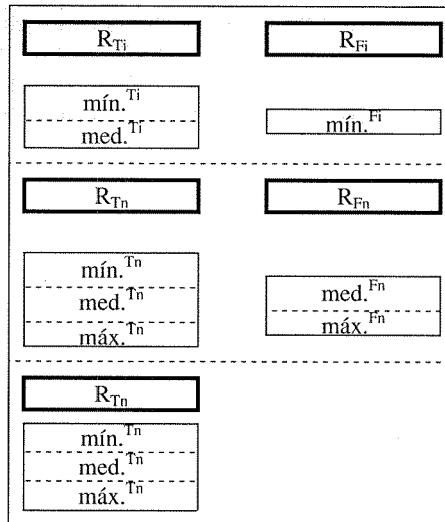 R_Ti R_Fi
mín.^Ti
med.^Ti mín.^Fi
R_Tn R_Fn
mín.^Tn
med.^Tn med.^Fn
máx.^Tn máx.^Fn
R_Tn
mín.^Tn
med.^Tn
máx.^Tn